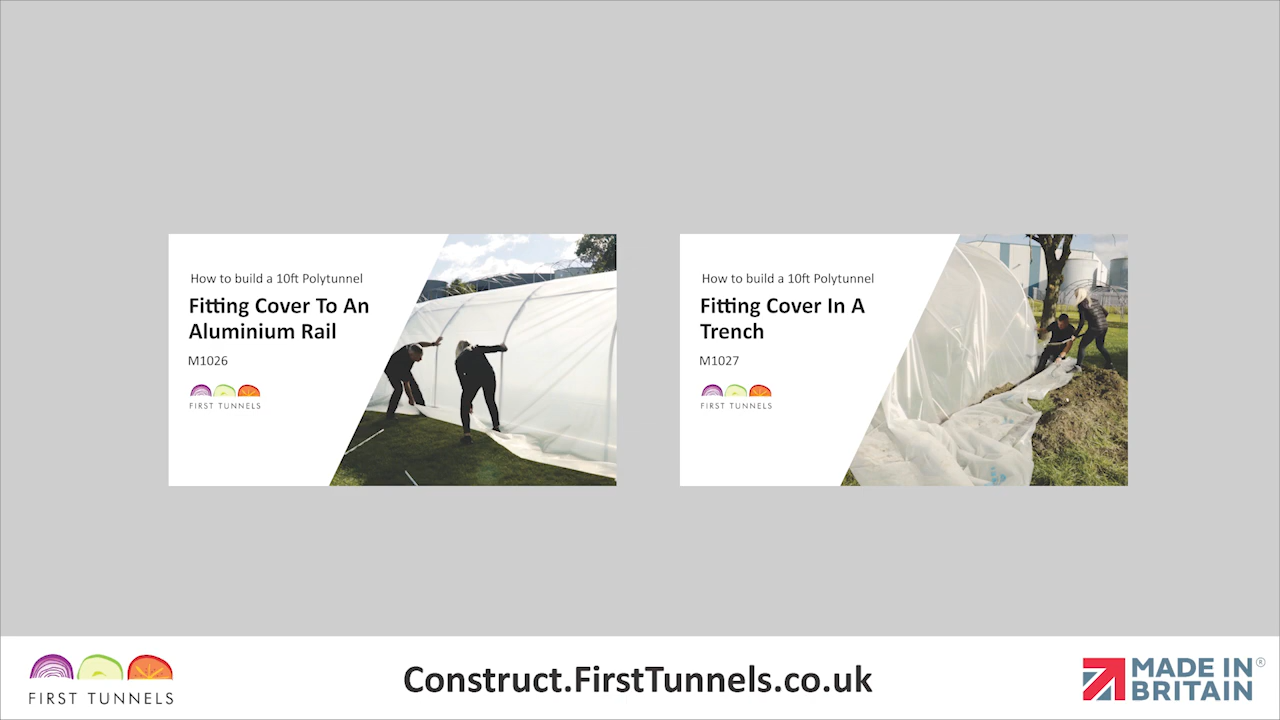 How to build a 10ft Polytunnel
Fitting Cover To An
Aluminium Rail
M1026
FIRST TUNNELS
How to build a 10ft Polytunnel
Fitting Cover In A
Trench
M1027
FIRST TUNNELS
FIRST TUNNELS
Construct.FirstTunnels.co.uk
MADE IN®
BRITAIN